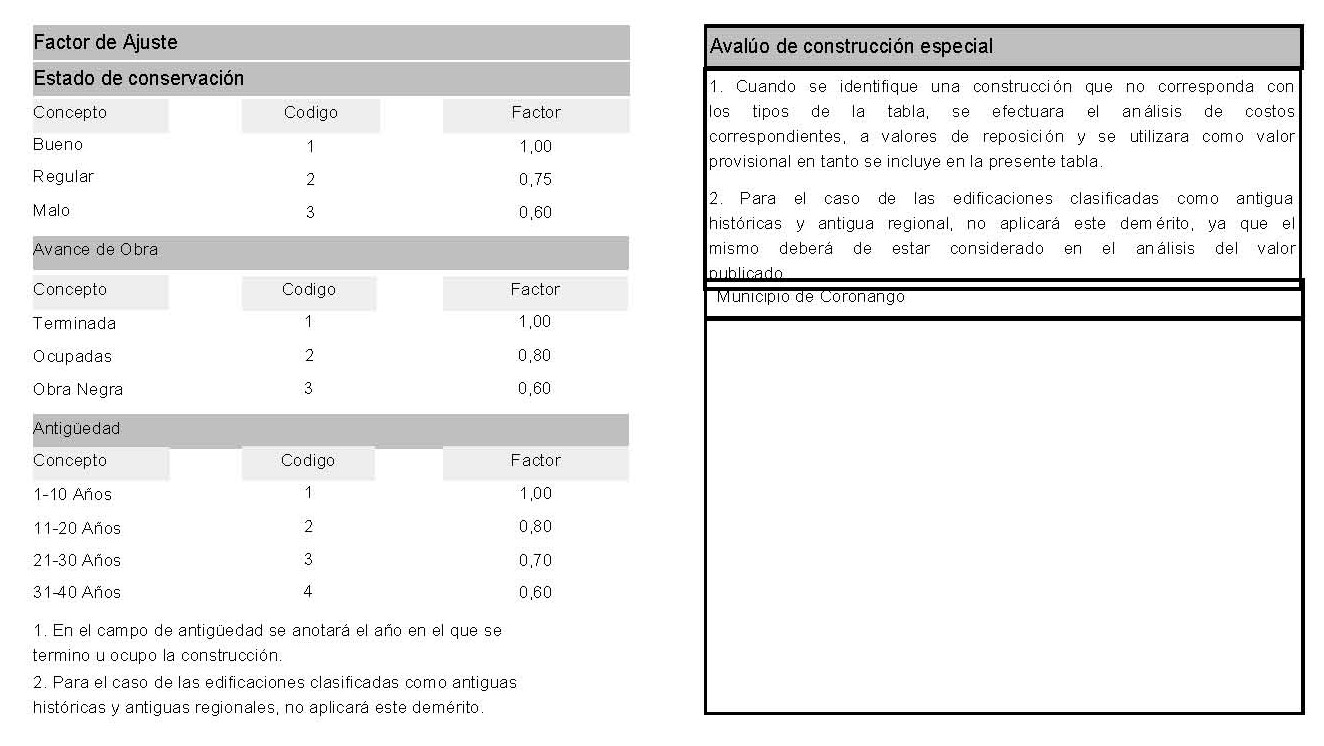 Factor de Ajuste
Estado de conservación
Concepto Codigo Factor
Bueno 1 1,00
Regular 2 0,75
Malo 3 0,60
Avance de Obra
Concepto Codigo Factor
Terminada 1 1,00
Ocupadas 2 0,80
Obra Negra 3 0,60
Antigüedad
Concepto Codigo Factor
1-10 Años 1 1,00
11-20 Años 2 0,80
21-30 Años 3 0,70
31-40 Años 4 0,60
1. En el campo de antigüedad se anotará el año en el que se
termino u ocupo la construcción.
2. Para el caso de las edificaciones clasificadas como antiguas
históricas y antiguas regionales, no aplicará este demérito.
Avalúo de construcción especial
1. Cuando se identifique una construcción que no corresponda con
los tipos de la tabla, se efectuara el análisis de costos
correspondientes, a valores de reposición y se utilizara como valor
provisional en tanto se incluye en la presente tabla.
2. Para el caso de las edificaciones clasificadas como antigua
históricas y antigua regional, no aplicará este demérito, ya que el
mismo deberá de estar considerado en el análisis del valor
publicado
Municipio de Coronango